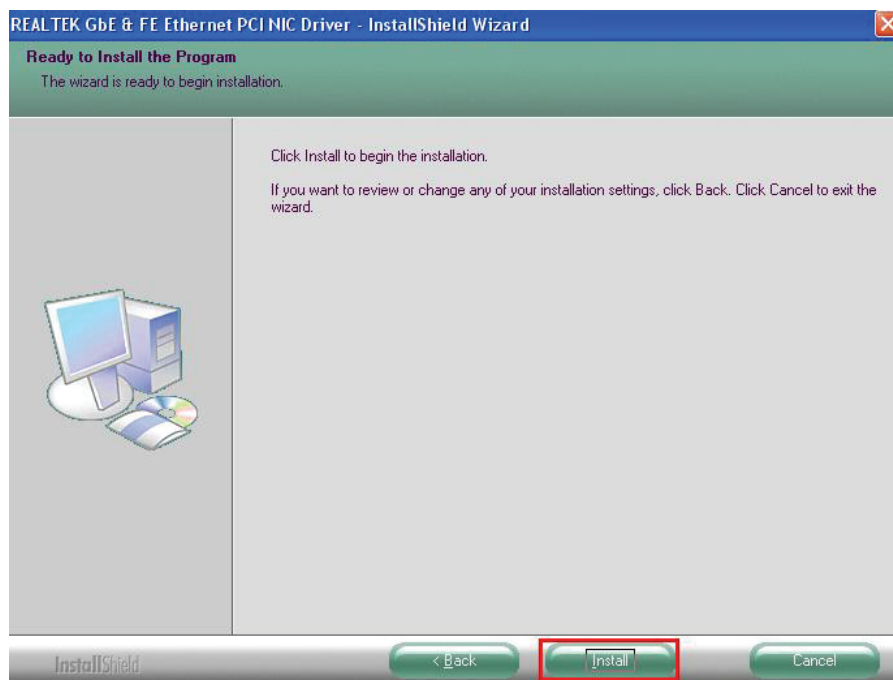 REALTEK GbE & FE Ethernet PCI NIC Driver - InstallShield Wizard
Ready to Install the Program
The wizard is ready to begin installation.
Click Install to begin the installation.
If you want to review or change any of your installation settings, click Back. Click Cancel to exit the
wizard.
InstallShield
< Back
Install
Cancel